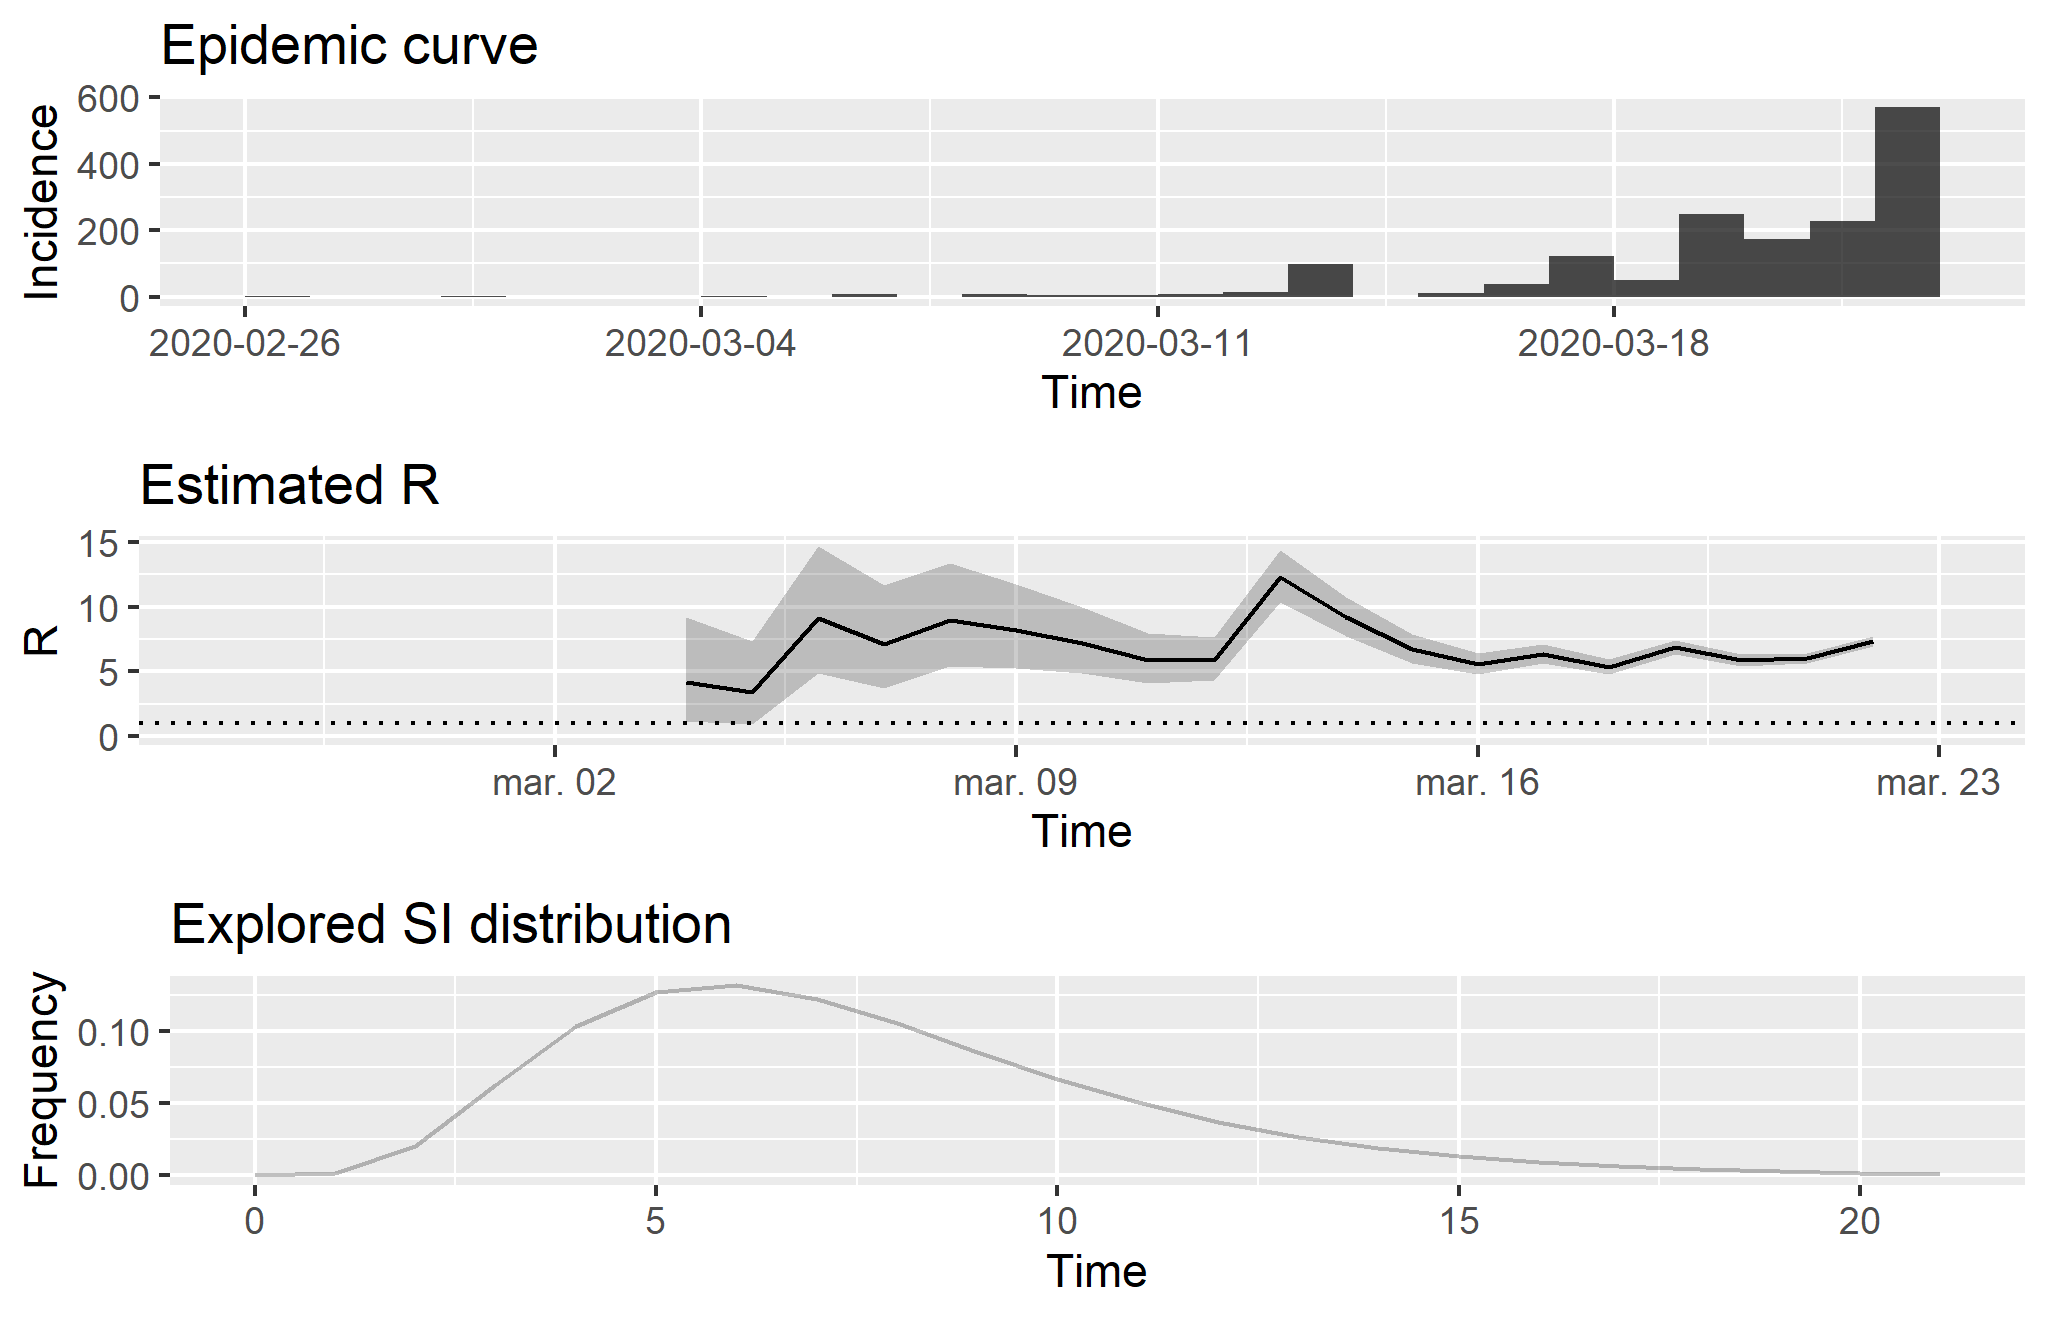 Epidemic curve
Incidence
600
400
200
0
2020-02-26 2020-03-04 2020-03-11 2020-03-18
Time
Estimated R
R
15
10
5
0
mar. 02 mar. 09 mar. 16 mar. 23
Time
Explored SI distribution
Frequency
0.10
0.05
0.00
0 5 10 15 20
Time